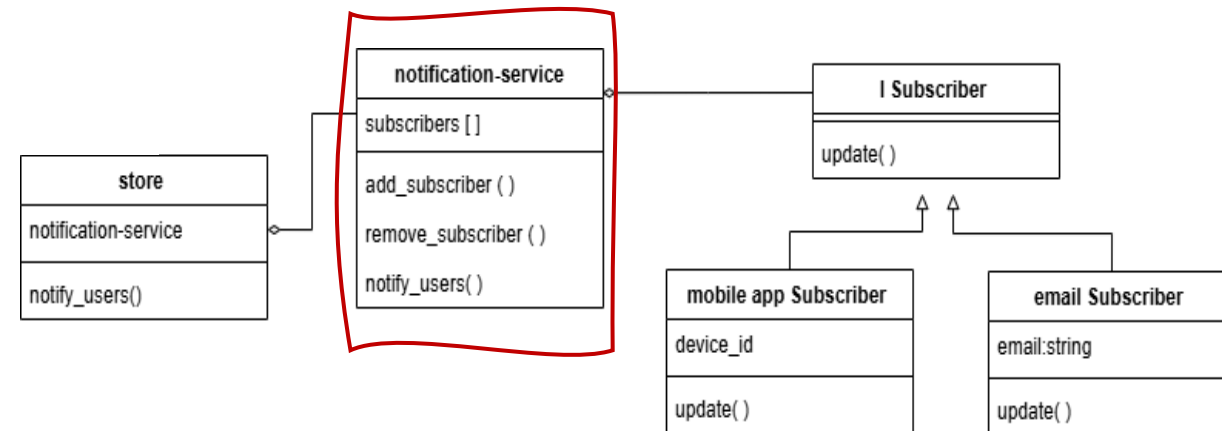 notification-service
subscribers [ ]
add_subscriber ( )
remove_subscriber ( )
notify_users( )
I Subscriber
update( )
store
notification-service
notify_users()
mobile app Subscriber
device_id
update( )
email Subscriber
email:string
update( )